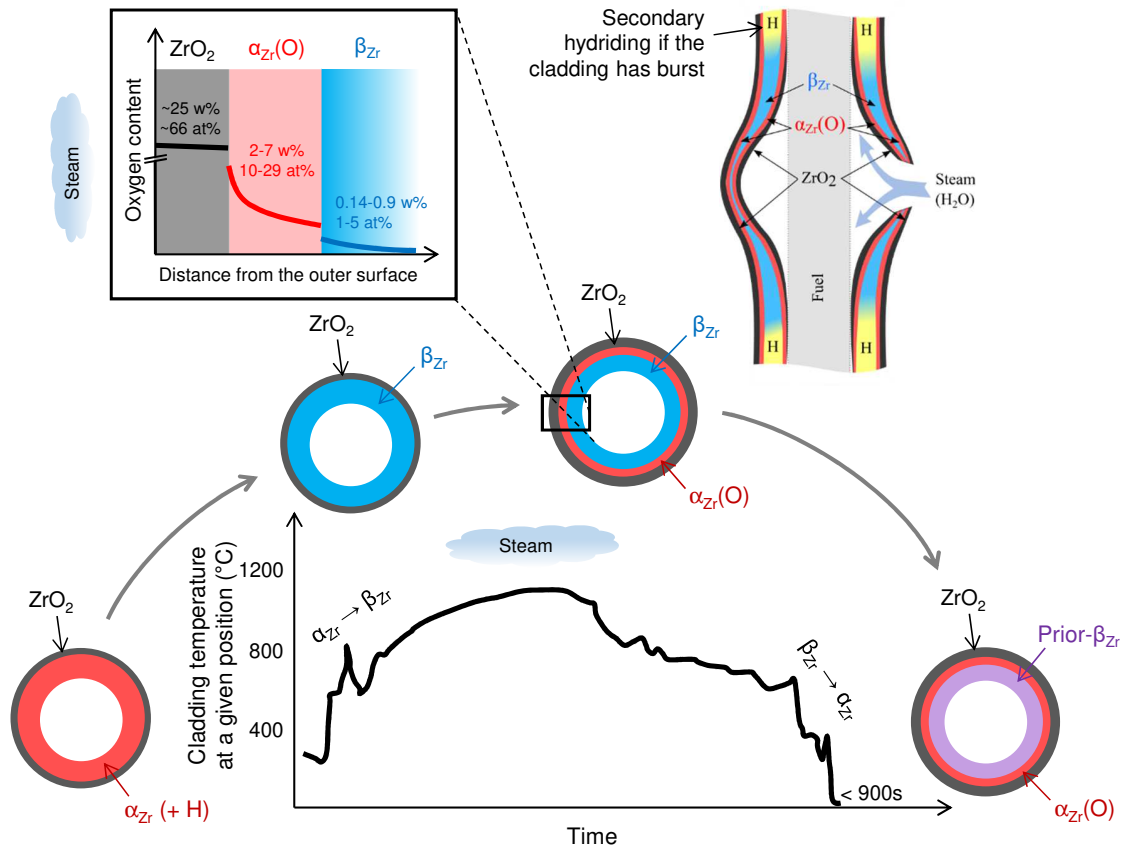 ZrO2
αZr(O)
βZr
~25 w%
~66 at%
2-7 w%
10-29 at%
0.14-0.9 w%
1-5 at%
Oxygen content
Distance from the outer surface
Steam
Secondary
hydriding if the
cladding has burst
H
H
βZr
αZr(O)
ZrO2
Steam
(H2O)
Fuel
H
H
ZrO2
βZr
ZrO2
βZr
αZr(O)
ZrO2
αZr (+ H)
Cladding temperature
at a given position (°C)
1200
800
400
Steam
αZr → βZr
βZr → αZr
< 900s
Time
ZrO2
Prior-βZr
αZr(O)